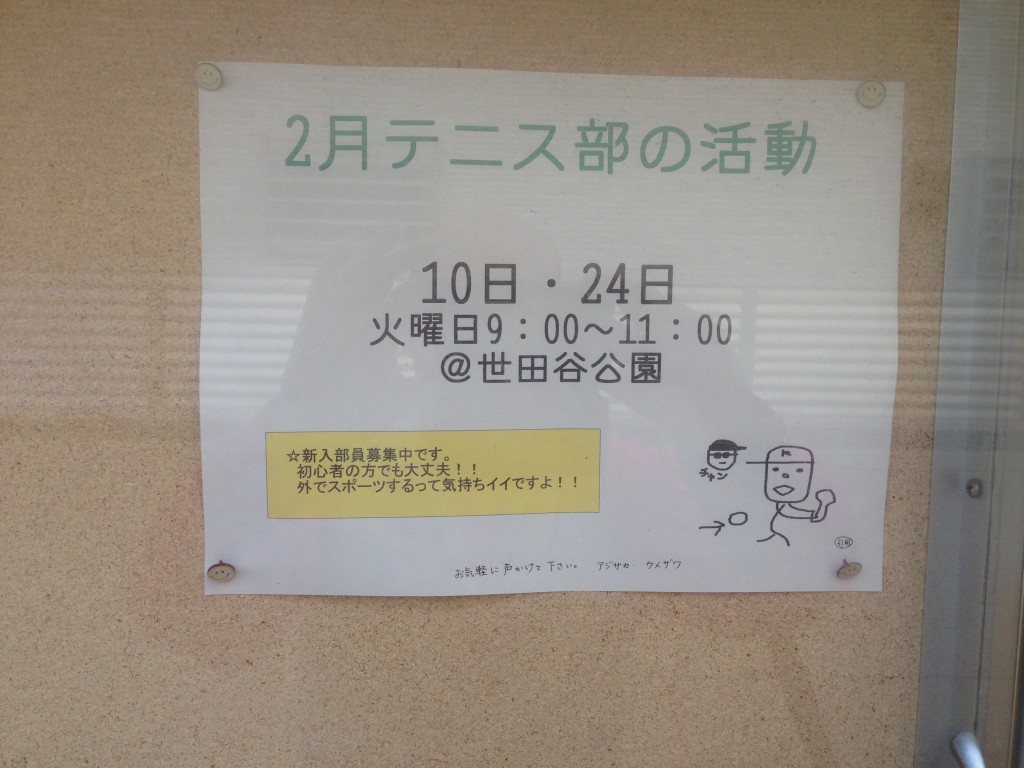 2月テニス部の活動
10日・24日
火曜日9：00～11：00
@世田谷公園
☆新入部員募集中です。
初心者の方でも大丈夫！！
外でスポーツするって気持ちイイですよ！！
チャン
お気軽に声かけて下さい。 アジサカ・ウメザワ